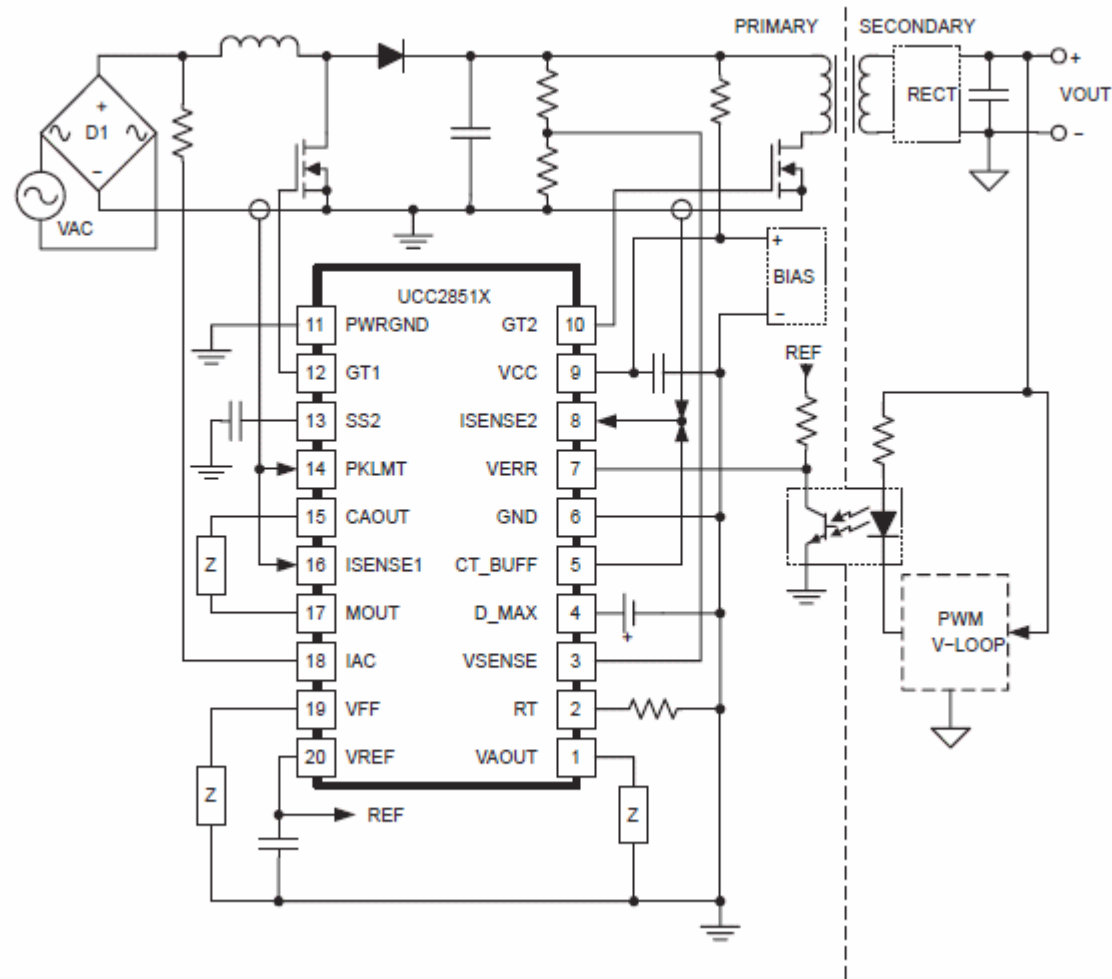 PRIMARY
SECONDARY
+
D1
−
RECT
+
VOUT
−
VAC
UCC2851X
+
BIAS
−
11 PWRGND GT2 10
REF
12 GT1 VCC 9
13 SS2 ISENSE2 8
14 PKLMT VERR 7
15 CAOUT GND 6
Z
16 ISENSE1 CT_BUFF 5
17 MOUT D_MAX 4
+
PWM
V−LOOP
18 IAC VSENSE 3
19 VFF RT 2
20 VREF VAOUT 1
Z
REF
Z